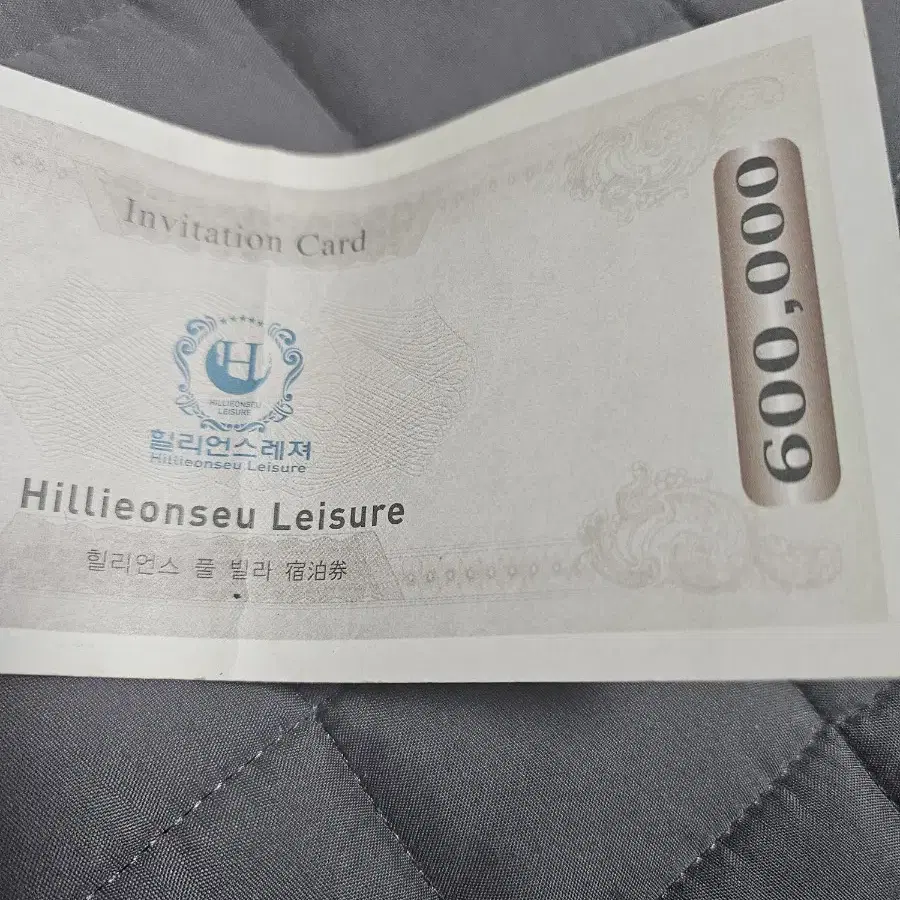 Invitation Card
H
HILLIEONSEU
LEISURE
힐리언스레져
Hillieonseu Leisure
Hillieonseu Leisure
힐리언스 풀 빌라 宿泊券
600,000